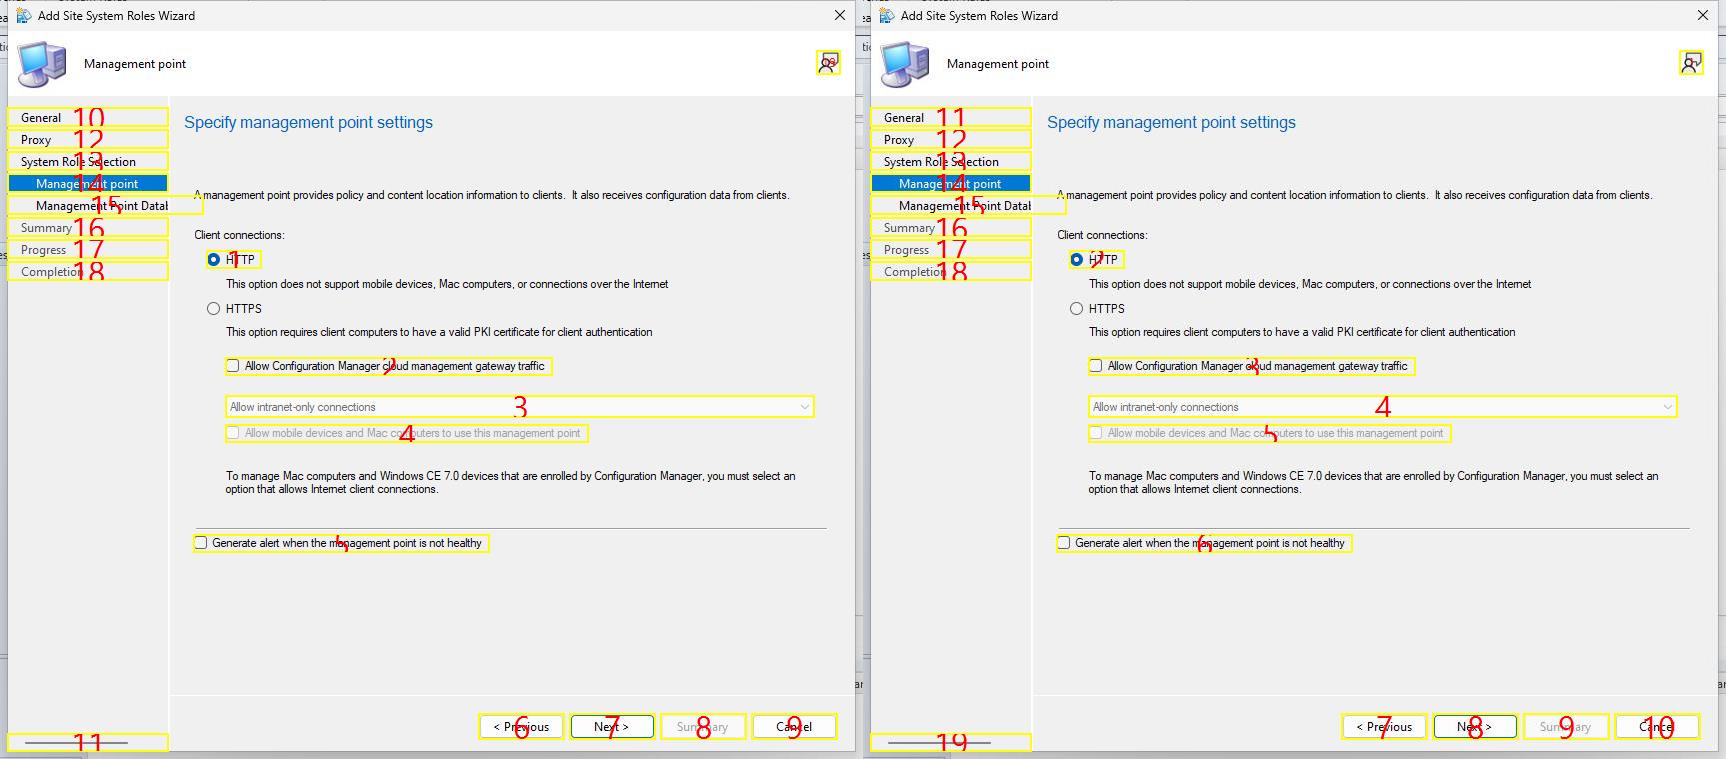 Add Site System Roles Wizard
Management point
19
General 10
Proxy 12
System Role Selection 13
Management point 14
Management Point Datab 15
Summary 16
Progress 17
Completion 18
11
Specify management point settings
A management point provides policy and content location information to clients.  It also receives configuration data from clients.
Client connections:
HTTP 1
This option does not support mobile devices, Mac computers, or connections over the Internet
HTTPS
This option requires client computers to have a valid PKI certificate for client authentication
Allow Configuration Manager cloud management gateway traffic 2
Allow intranet-only connections 3
Allow mobile devices and Mac computers to use this management point 4
To manage Mac computers and Windows CE 7.0 devices that are enrolled by Configuration Manager, you must select an
option that allows Internet client connections.
Generate alert when the management point is not healthy 5
< Previous 6
Next > 7
Summary 8
Cancel 9
Add Site System Roles Wizard
Management point
1
General 11
Proxy 12
System Role Selection 13
Management point 14
Management Point Datab 15
Summary 16
Progress 17
Completion 18
19
Specify management point settings
A management point provides policy and content location information to clients.  It also receives configuration data from clients.
Client connections:
HTTP 2
This option does not support mobile devices, Mac computers, or connections over the Internet
HTTPS
This option requires client computers to have a valid PKI certificate for client authentication
Allow Configuration Manager cloud management gateway traffic 3
Allow intranet-only connections 4
Allow mobile devices and Mac computers to use this management point 5
To manage Mac computers and Windows CE 7.0 devices that are enrolled by Configuration Manager, you must select an
option that allows Internet client connections.
Generate alert when the management point is not healthy 6
< Previous 7
Next > 8
Summary 9
Cancel 10